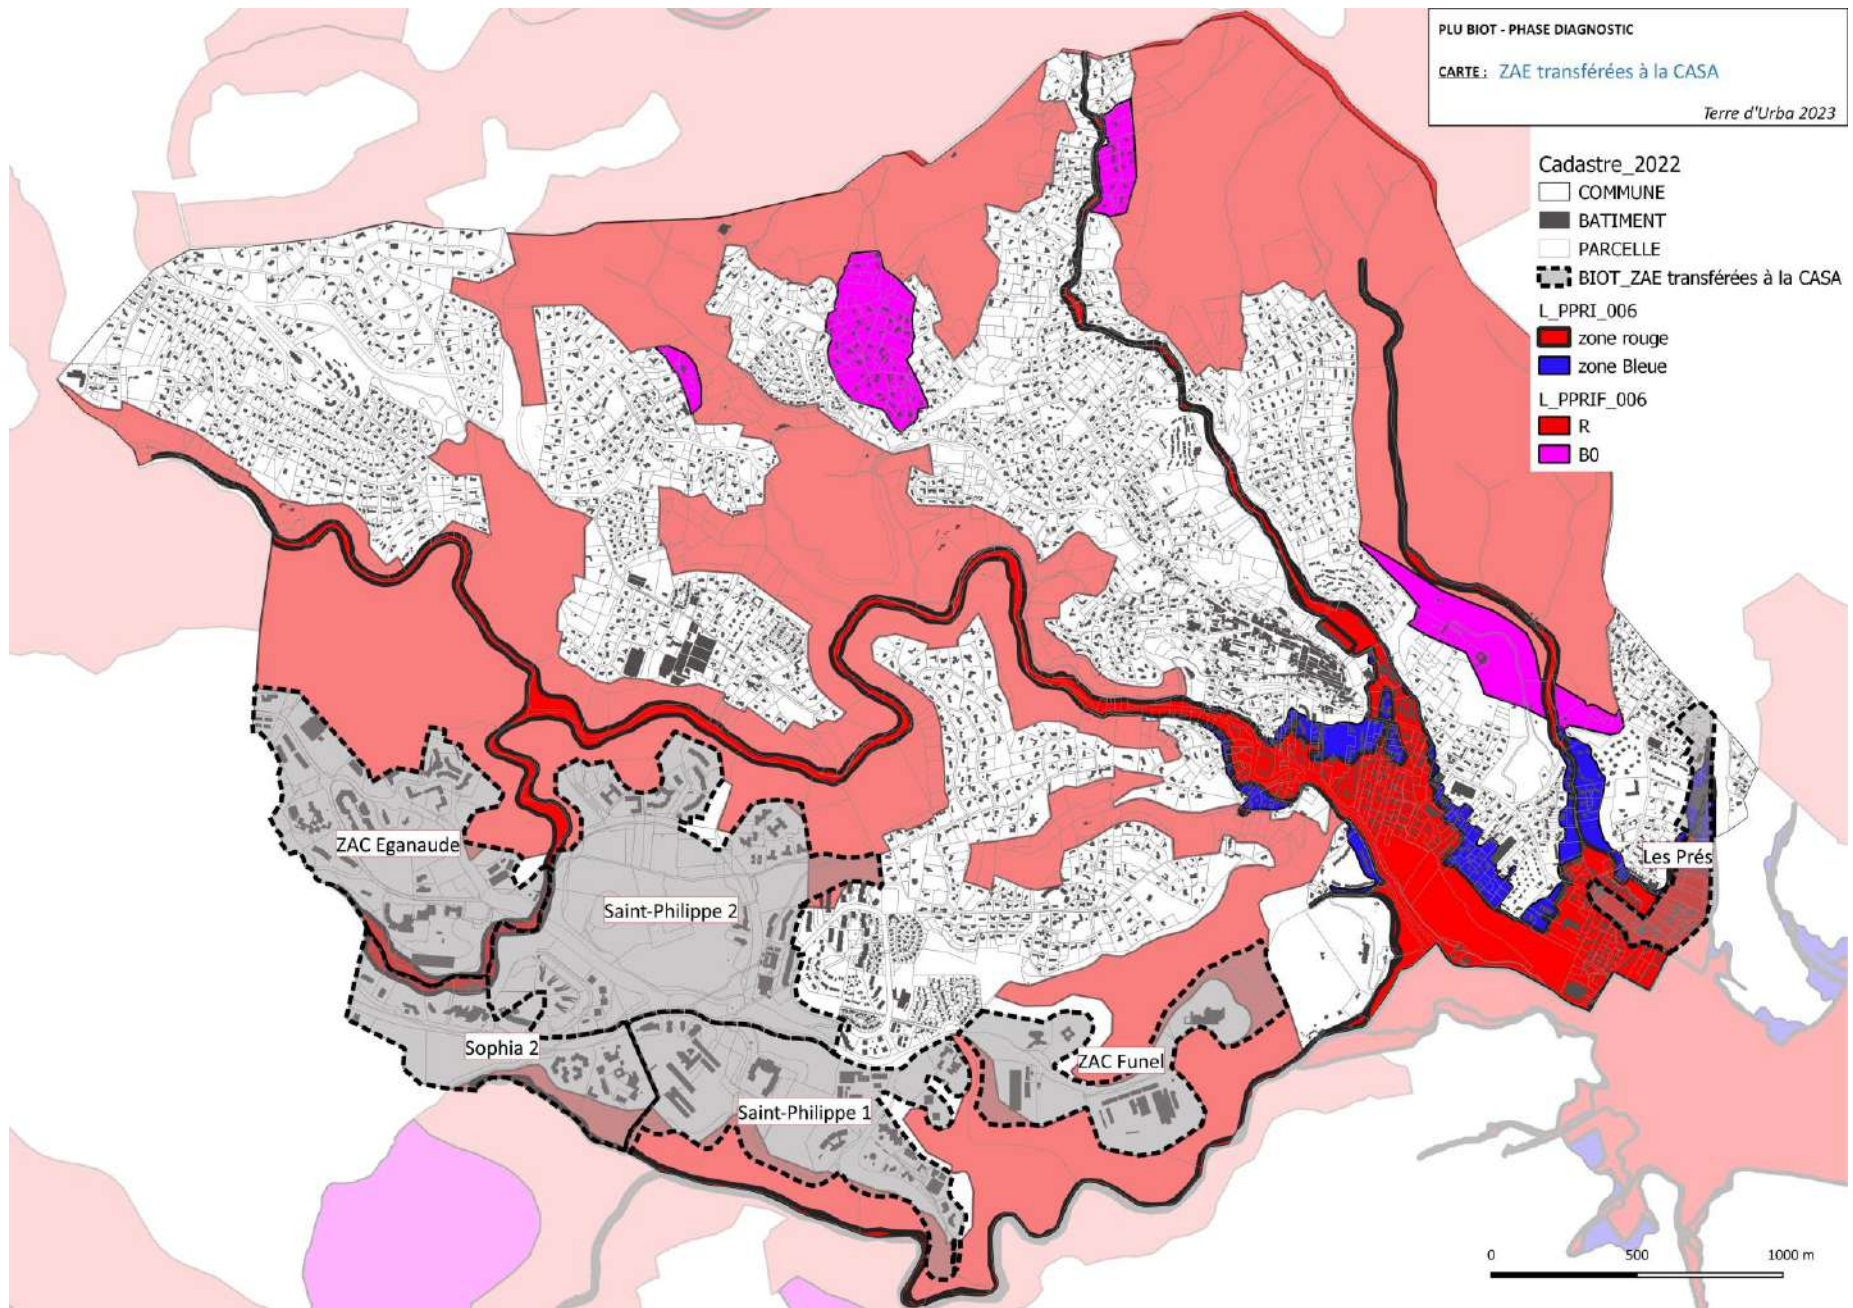 PLU BIOT - PHASE DIAGNOSTIC
CARTE : ZAE transférées à la CASA
Terre d'Urba 2023
Cadastre_2022
COMMUNE
BATIMENT
PARCELLE
BIOT_ZAE transférées à la CASA
L_PPRI_006
zone rouge
zone Bleue
L_PPRIF_006
R
B0
ZAC Eganaude
Les Prés
Saint-Philippe 2
Sophia 2
ZAC Funel
Saint-Philippe 1
0 500 1000 m